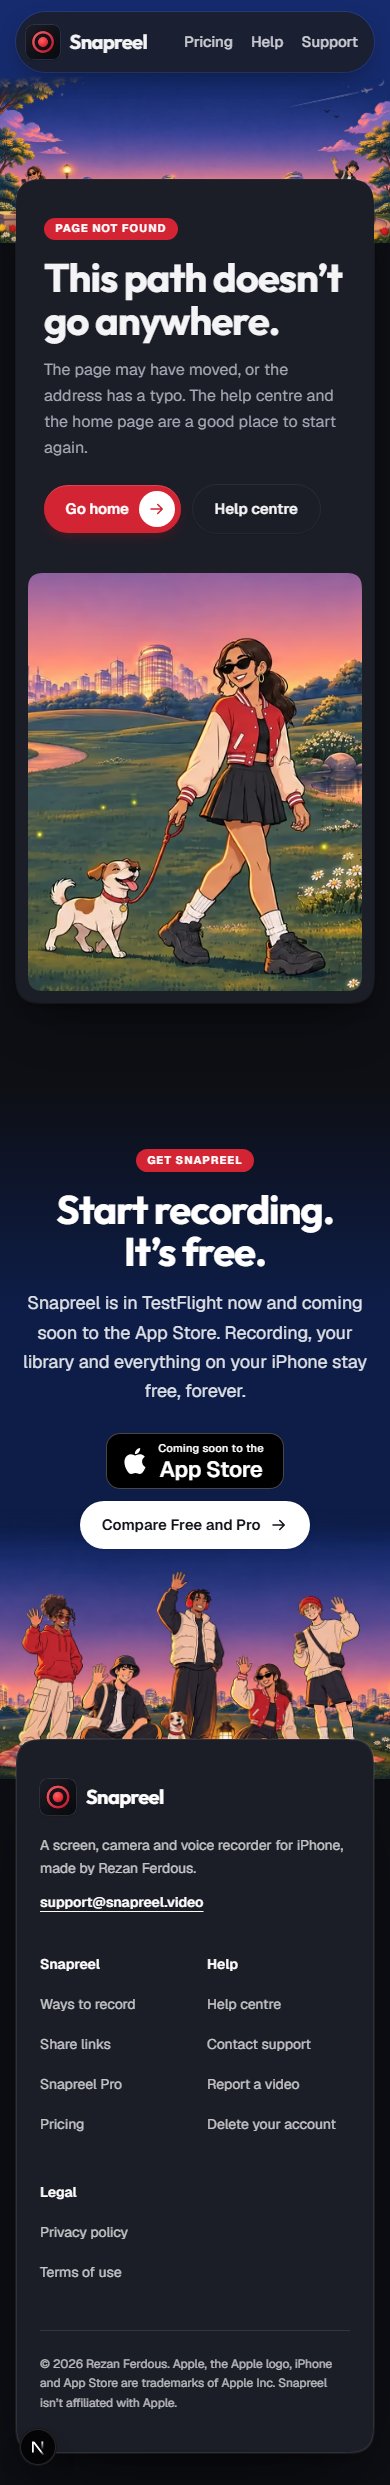 Snapreel
Pricing
Help
Support
PAGE NOT FOUND
This path doesn’t
go anywhere.
The page may have moved, or the
address has a typo. The help centre and
the home page are a good place to start
again.
Go home
Help centre
GET SNAPREEL
Start recording.
It’s free.
Snapreel is in TestFlight now and coming
soon to the App Store. Recording, your
library and everything on your iPhone stay
free, forever.
Coming soon to the
App Store
Compare Free and Pro
Snapreel
A screen, camera and voice recorder for iPhone,
made by Rezan Ferdous.
support@snapreel.video
Snapreel
Ways to record
Share links
Snapreel Pro
Pricing
Help
Help centre
Contact support
Report a video
Delete your account
Legal
Privacy policy
Terms of use
© 2026 Rezan Ferdous. Apple, the Apple logo, iPhone
and App Store are trademarks of Apple Inc. Snapreel
isn’t affiliated with Apple.
N